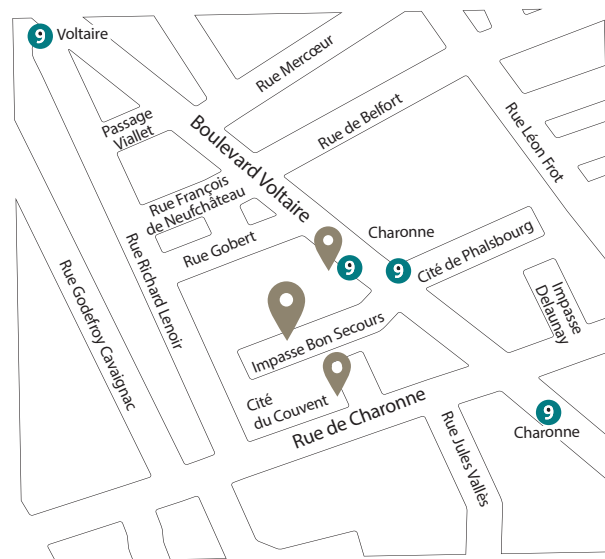 9 Voltaire
Rue Mercœur
Passage
Viallet
Boulevard Voltaire
Rue de Belfort
Rue Léon Frot
Rue François
de Neufchâteau
Rue Gobert
Charonne
9
9
Cité de Phalsbourg
Rue Richard Lenoir
Rue Godefroy Cavaignac
Impasse
Delaunay
Impasse Bon Secours
Cité
du Couvent
Rue de Charonne
9
Charonne
Rue Jules Vallès